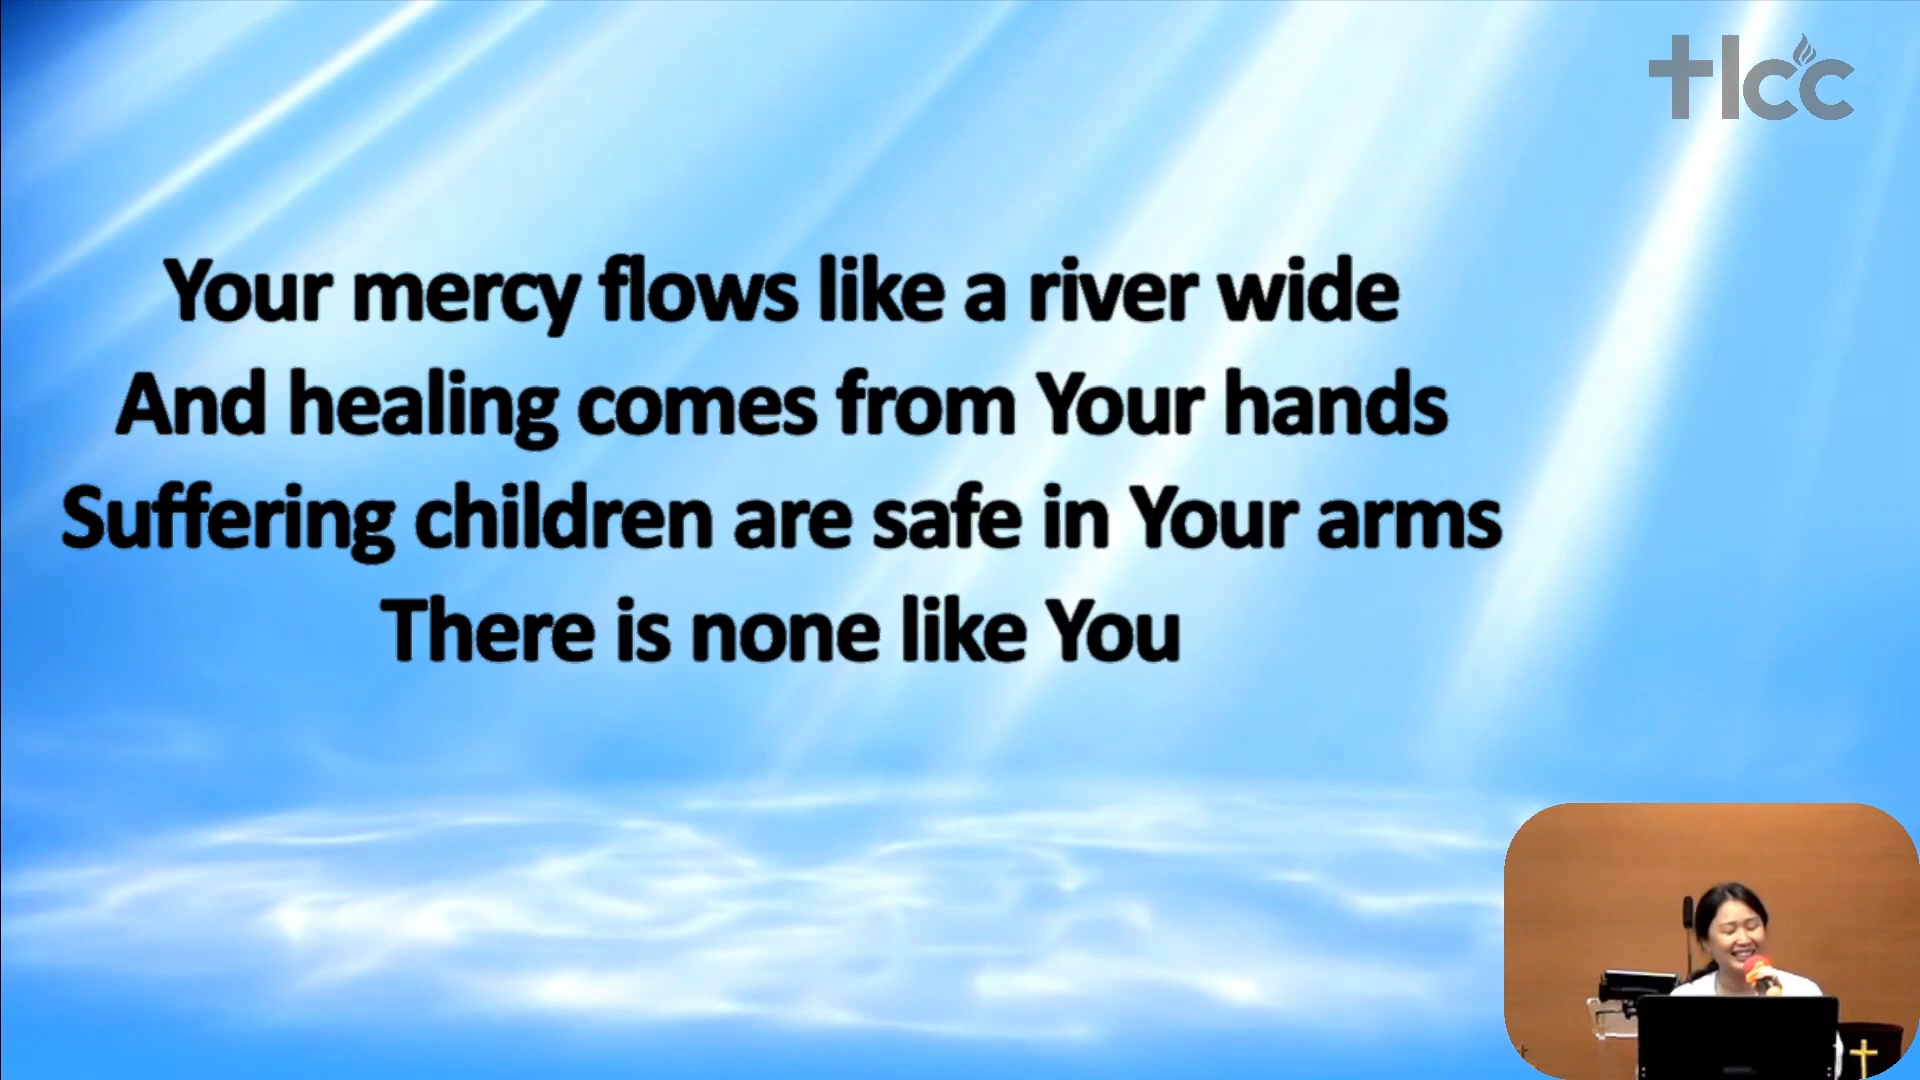 tlcc
Your mercy flows like a river wide
And healing comes from Your hands
Suffering children are safe in Your arms
There is none like You